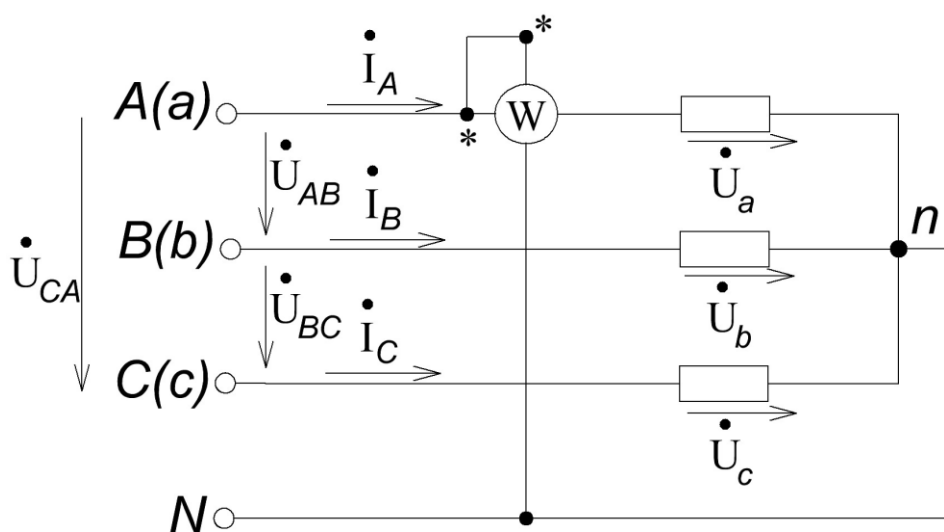 *
İ_A
A(a)
*
W
U̇_AB
U̇_a
İ_B
B(b)
n
U̇_CA
U̇_BC
U̇_b
İ_C
C(c)
U̇_c
N